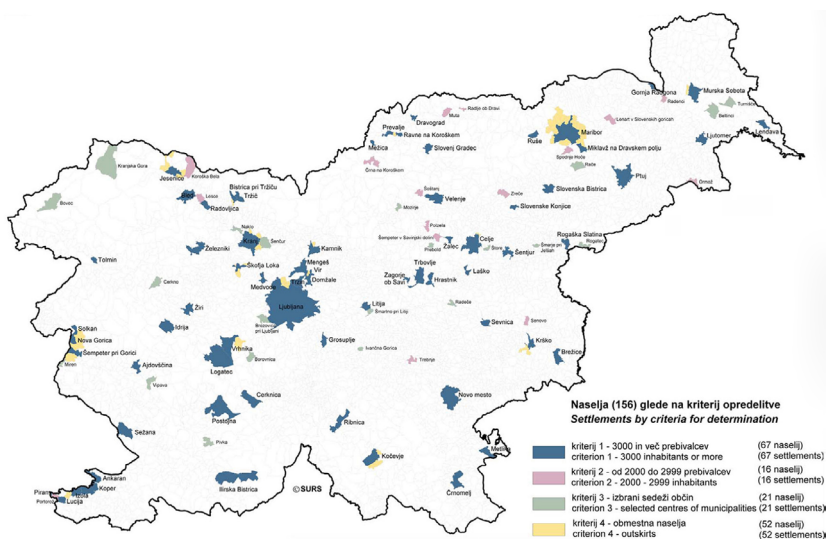 Gornja Radgona
Murska Sobota
Radenci
Turnišče
Beltinci
Radlje ob Dravi
Muta
Dravograd
Lenart v Slovenskih goricah
Prevalje
Ravne na Koroškem
Maribor
Ruše
Ljutomer
Lendava
Mežica
Slovenj Gradec
Miklavž na Dravskem polju
Spodnje Hoče
Rače
Kranjska Gora
Črna na Koroškem
Jesenice
Koroška Bela
Ptuj
Ormož
Bistrica pri Tržiču
Tržič
Šoštanj
Velenje
Zreče
Slovenska Bistrica
Bled
Lesce
Radovljica
Bovec
Mozirje
Slovenske Konjice
Naklo
Polzela
Kranj
Šenčur
Šempeter v Savinjski dolini
Žalec
Celje
Rogaška Slatina
Rogatec
Železniki
Kamnik
Prebold
Štore
Šmarje pri Jelšah
Šentjur
Tolmin
Mengeš
Škofja Loka
Vir
Trbovlje
Laško
Cerkno
Medvode
Trzin
Domžale
Zagorje
ob Savi
Hrastnik
Žiri
Ljubljana
Litija
Radeče
Šmartno pri Litiji
Idrija
Brezovica
pri Ljubljani
Sevnica
Senovo
Solkan
Nova Gorica
Vrhnika
Grosuplje
Krško
Šempeter pri Gorici
Borovnica
Ivančna Gorica
Brežice
Miren
Ajdovščina
Logatec
Trebnje
Vipava
Cerknica
Novo mesto
Postojna
Ribnica
Sežana
Pivka
Metlika
Kočevje
Ankaran
Koper
Ilirska Bistrica
Črnomelj
Piran
Izola
Portorož
Lucija
©SURS
Naselja (156) glede na kriterij opredelitve
Settlements by criteria for determination
kriterij 1 - 3000 in več prebivalcev (67 naselij)
criterion 1 - 3000 inhabitants or more (67 settlements)
kriterij 2 - od 2000 do 2999 prebivalcev (16 naselij)
criterion 2 - 2000 - 2999 inhabitants (16 settlements)
kriterij 3 - izbrani sedeži občin (21 naselij)
criterion 3 - selected centres of municipalities (21 settlements)
kriterij 4 - obmestna naselja (52 naselij)
criterion 4 - outskirts (52 settlements)